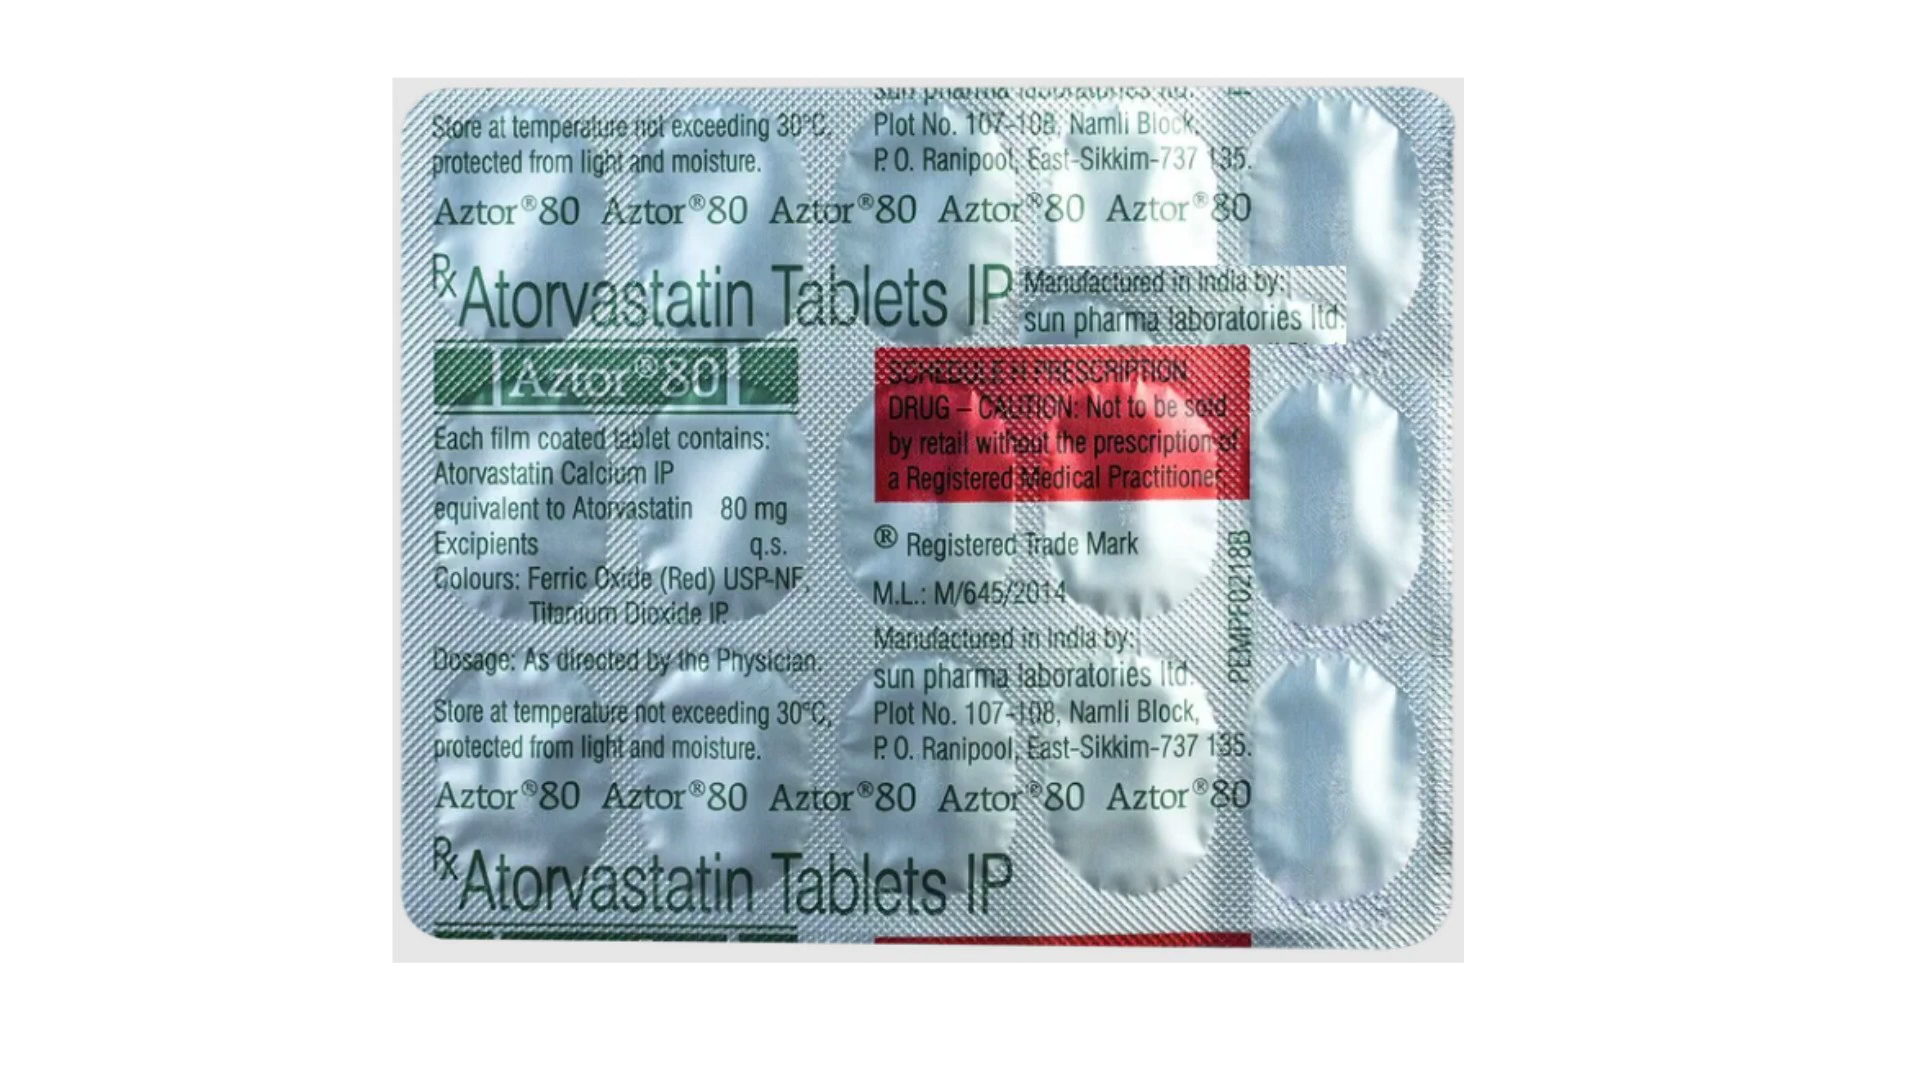 Store at temperature not exceeding 30°C,
protected from light and moisture.
sun pharma laboratories ltd.
Plot No. 107-108, Namli Block,
P. O. Ranipool, East-Sikkim-737 135.
Aztor®80 Aztor®80 Aztor®80 Aztor®80 Aztor®80
Rx Atorvastatin Tablets IP
Manufactured in India by:
sun pharma laboratories ltd.
Aztor®80
Each film coated tablet contains:
Atorvastatin Calcium IP
equivalent to Atorvastatin 80 mg
Excipients q.s.
Colours: Ferric Oxide (Red) USP-NF,
Titanium Dioxide IP.
Dosage: As directed by the Physician.
Store at temperature not exceeding 30°C,
protected from light and moisture.
SCHEDULE H PRESCRIPTION
DRUG – CAUTION: Not to be sold
by retail without the prescription of
a Registered Medical Practitioner.
® Registered Trade Mark
M.L.: M/645/2014
Manufactured in India by:
sun pharma laboratories ltd.
Plot No. 107-108, Namli Block,
P. O. Ranipool, East-Sikkim-737 135.
PEMPF0218B
Aztor®80 Aztor®80 Aztor®80 Aztor®80 Aztor®80
Rx Atorvastatin Tablets IP